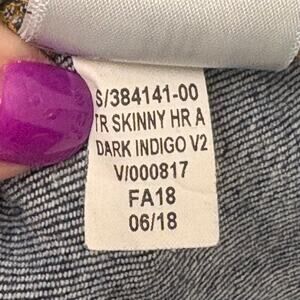 S/384141-00
TR SKINNY HR A
DARK INDIGO V2
V/000817
FA18
06/18